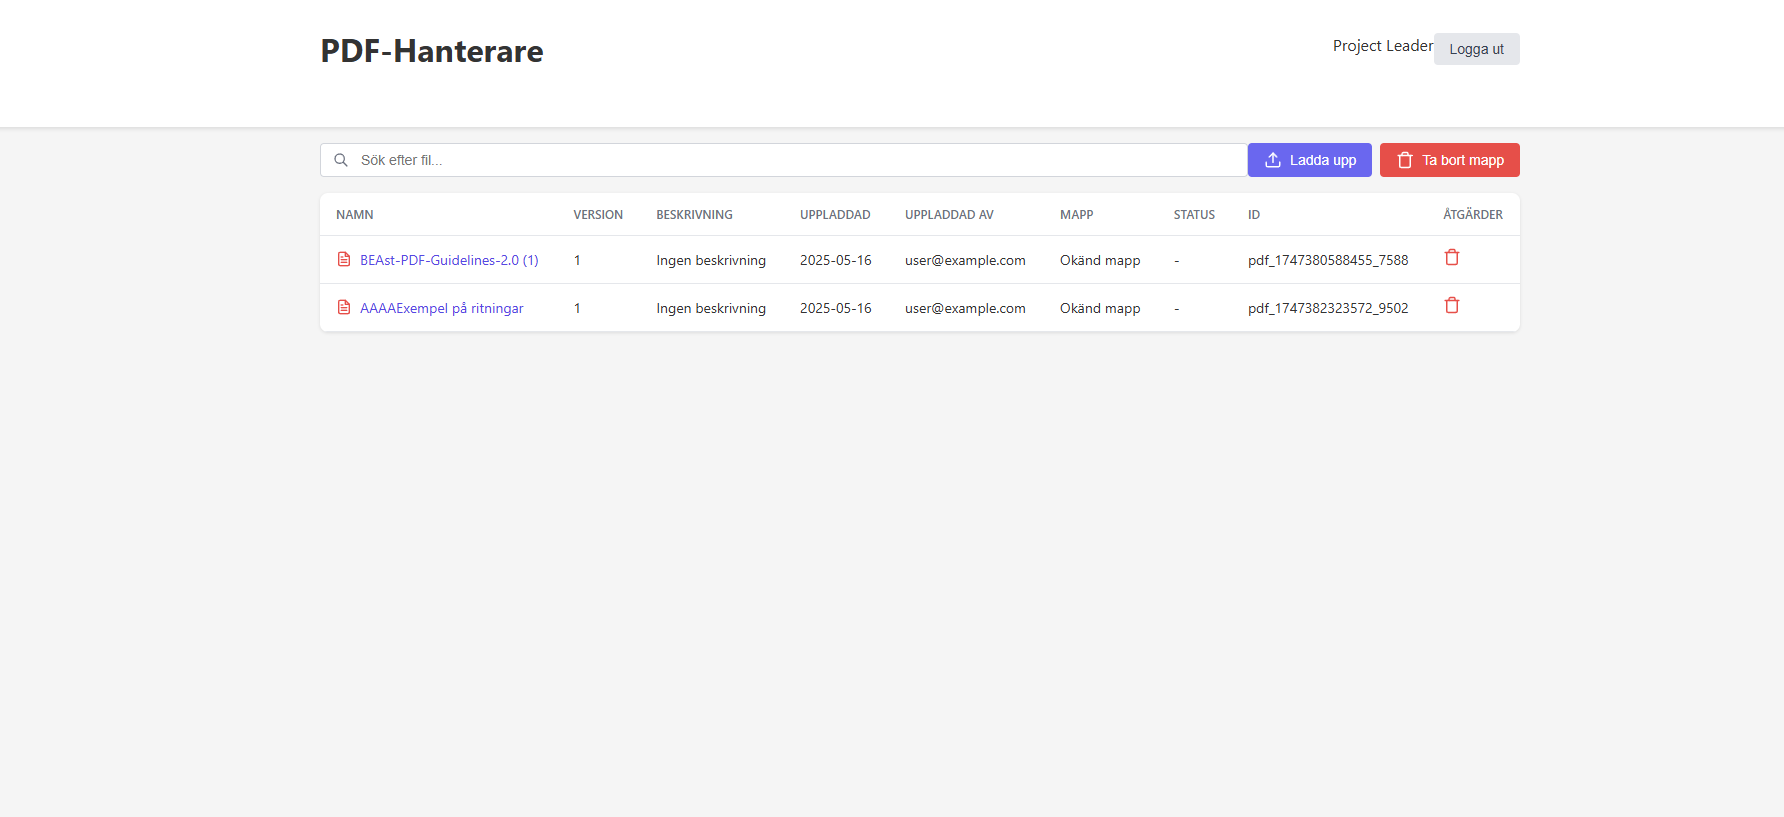 PDF-Hanterare
Project Leader Logga ut
Sök efter fil... Ladda upp Ta bort mapp
NAMN VERSION BESKRIVNING UPPLADDAD UPPLADDAD AV MAPP STATUS ID ÅTGÄRDER
BEAst-PDF-Guidelines-2.0 (1) 1 Ingen beskrivning 2025-05-16 user@example.com Okänd mapp - pdf_1747380588455_7588
AAAAExempel på ritningar 1 Ingen beskrivning 2025-05-16 user@example.com Okänd mapp - pdf_1747382323572_9502